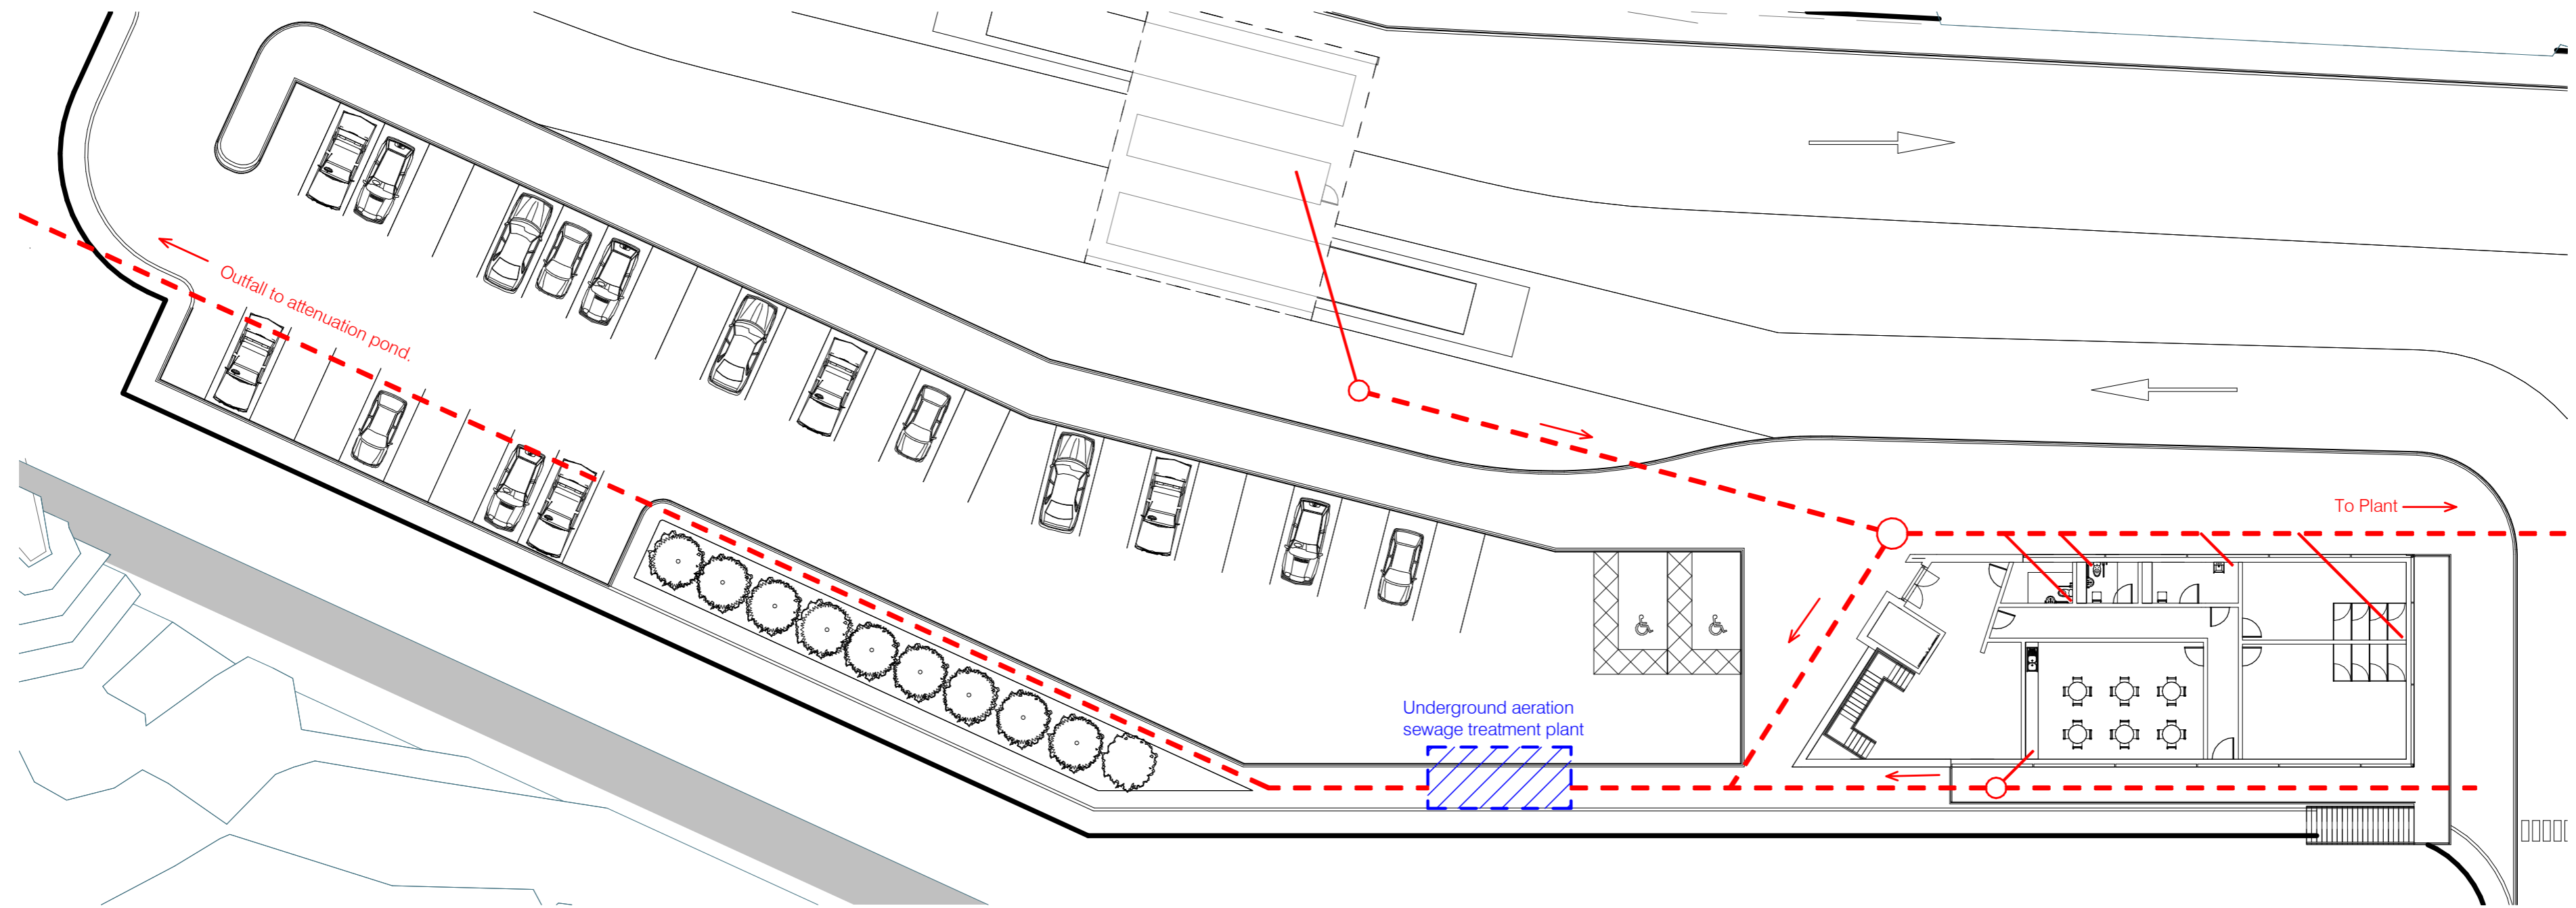 Outfall to attenuation pond.
To Plant
Underground aeration
sewage treatment plant